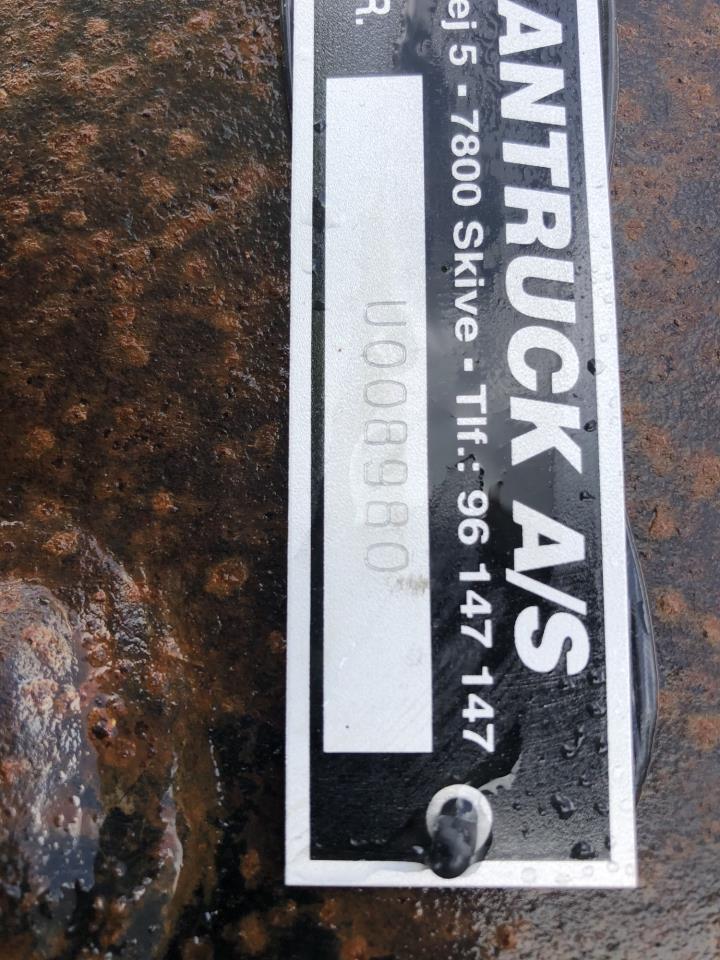 ANTRUCK A/S
ej 5 - 7800 Skive - Tlf.: 96 147 147
R.
U008980